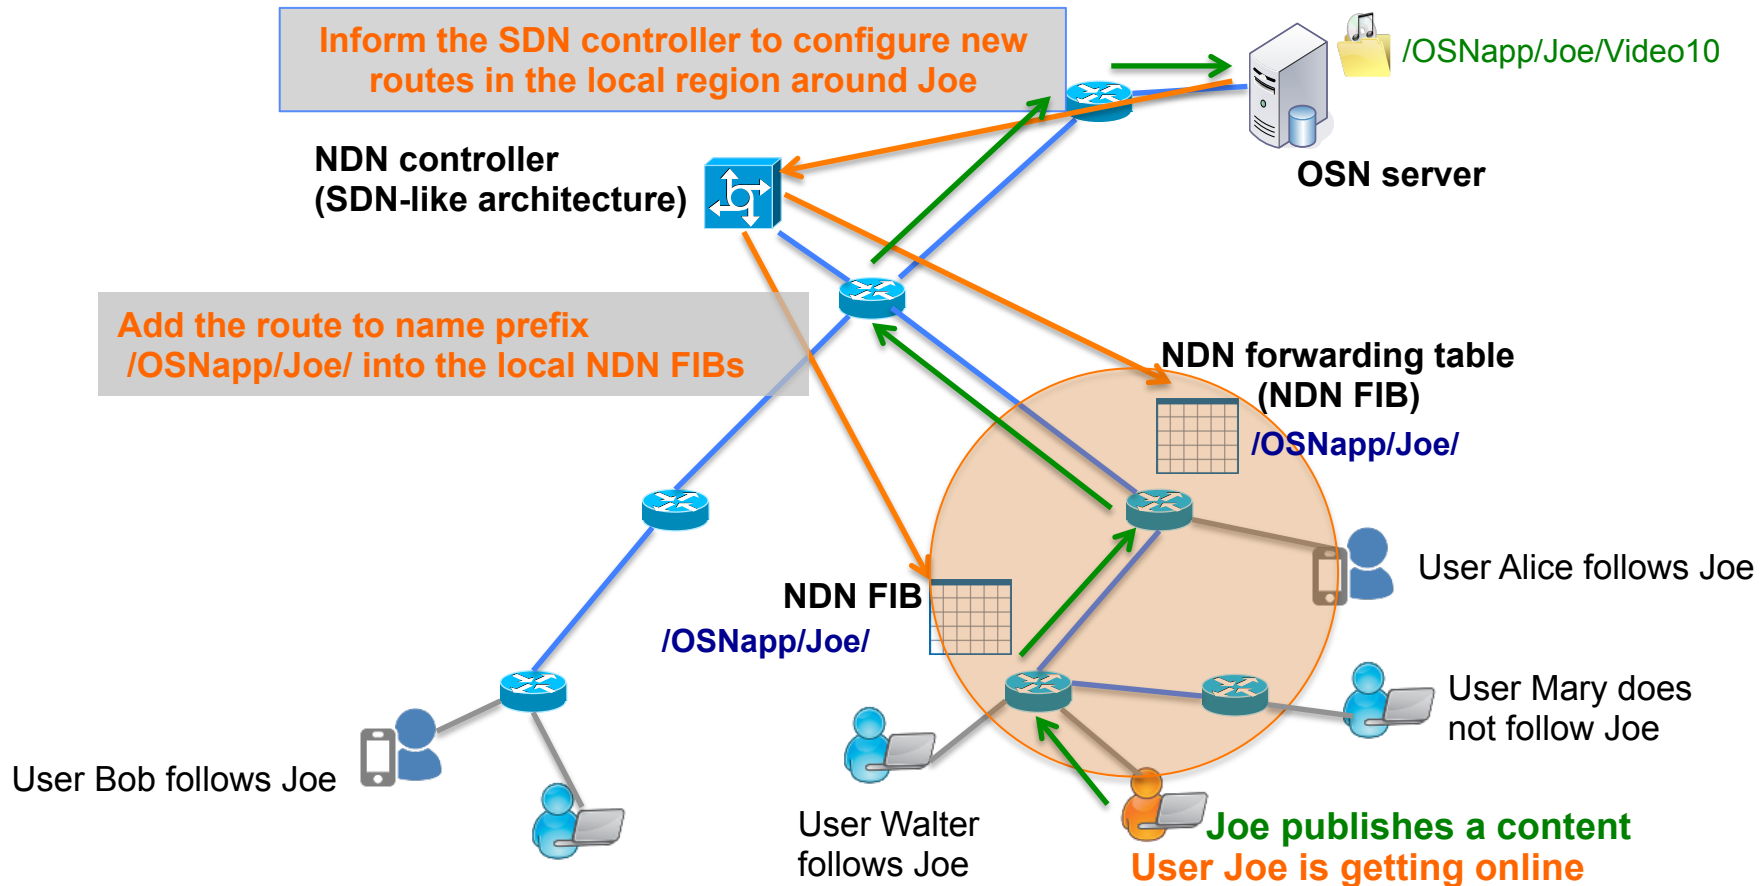 Inform the SDN controller to configure new
routes in the local region around Joe
/OSNapp/Joe/Video10
NDN controller
(SDN-like architecture)
OSN server
Add the route to name prefix
/OSNapp/Joe/ into the local NDN FIBs
NDN forwarding table
(NDN FIB)
/OSNapp/Joe/
User Alice follows Joe
NDN FIB
/OSNapp/Joe/
User Mary does
not follow Joe
User Bob follows Joe
User Walter
follows Joe
Joe publishes a content
User Joe is getting online